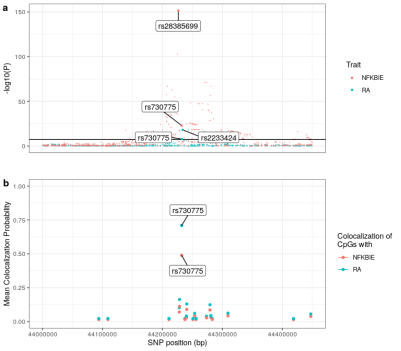 a
150
100
50
0
-log10(P)
rs28385699
rs730775
rs730775
rs2233424
Trait
NFKBIE
RA
b
1.00
0.75
0.50
0.25
0.00
Mean Colocalization Probability
rs730775
rs730775
44000000
44100000
44200000
44300000
44400000
SNP position (bp)
Colocalization of
CpGs with
NFKBIE
RA